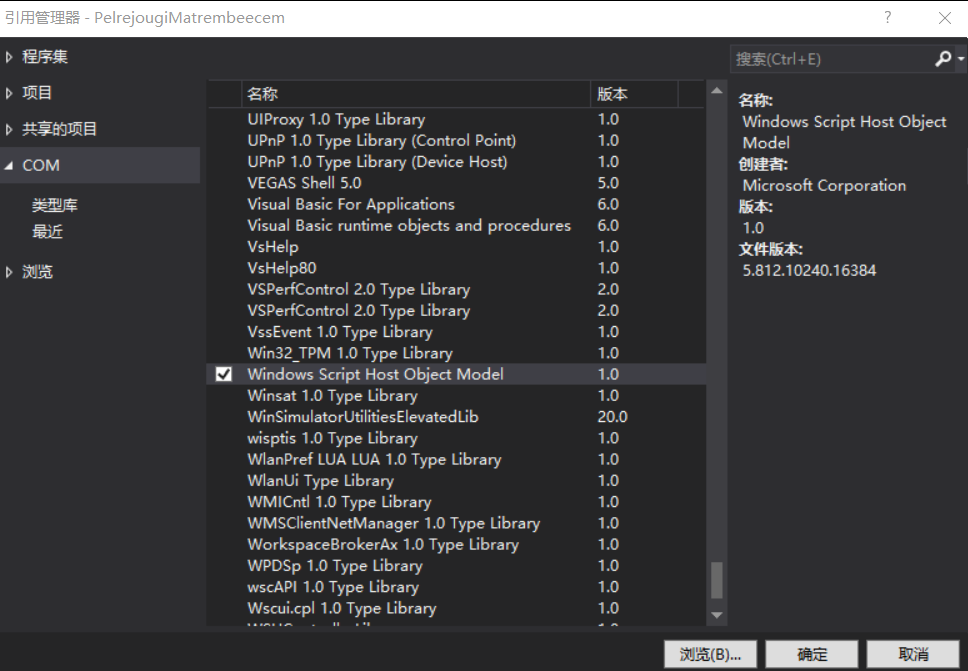 引用管理器 - PelrejougiMatrembeecem
?
程序集
项目
共享的项目
COM
类型库
最近
浏览
名称 版本
UIProxy 1.0 Type Library 1.0
UPnP 1.0 Type Library (Control Point) 1.0
UPnP 1.0 Type Library (Device Host) 1.0
VEGAS Shell 5.0 5.0
Visual Basic For Applications 6.0
Visual Basic runtime objects and procedures 6.0
VsHelp 1.0
VsHelp80 1.0
VSPerfControl 2.0 Type Library 2.0
VSPerfControl 2.0 Type Library 2.0
VssEvent 1.0 Type Library 1.0
Win32_TPM 1.0 Type Library 1.0
Windows Script Host Object Model 1.0
Winsat 1.0 Type Library 1.0
WinSimulatorUtilitiesElevatedLib 20.0
wisptis 1.0 Type Library 1.0
WlanPref LUA LUA 1.0 Type Library 1.0
WlanUi Type Library 1.0
WMICntl 1.0 Type Library 1.0
WMSClientNetManager 1.0 Type Library 1.0
WorkspaceBrokerAx 1.0 Type Library 1.0
WPDSp 1.0 Type Library 1.0
wscAPI 1.0 Type Library 1.0
Wscui.cpl 1.0 Type Library 1.0
搜索(Ctrl+E)
名称:
Windows Script Host Object
Model
创建者:
Microsoft Corporation
版本:
1.0
文件版本:
5.812.10240.16384
浏览(B)... 确定 取消